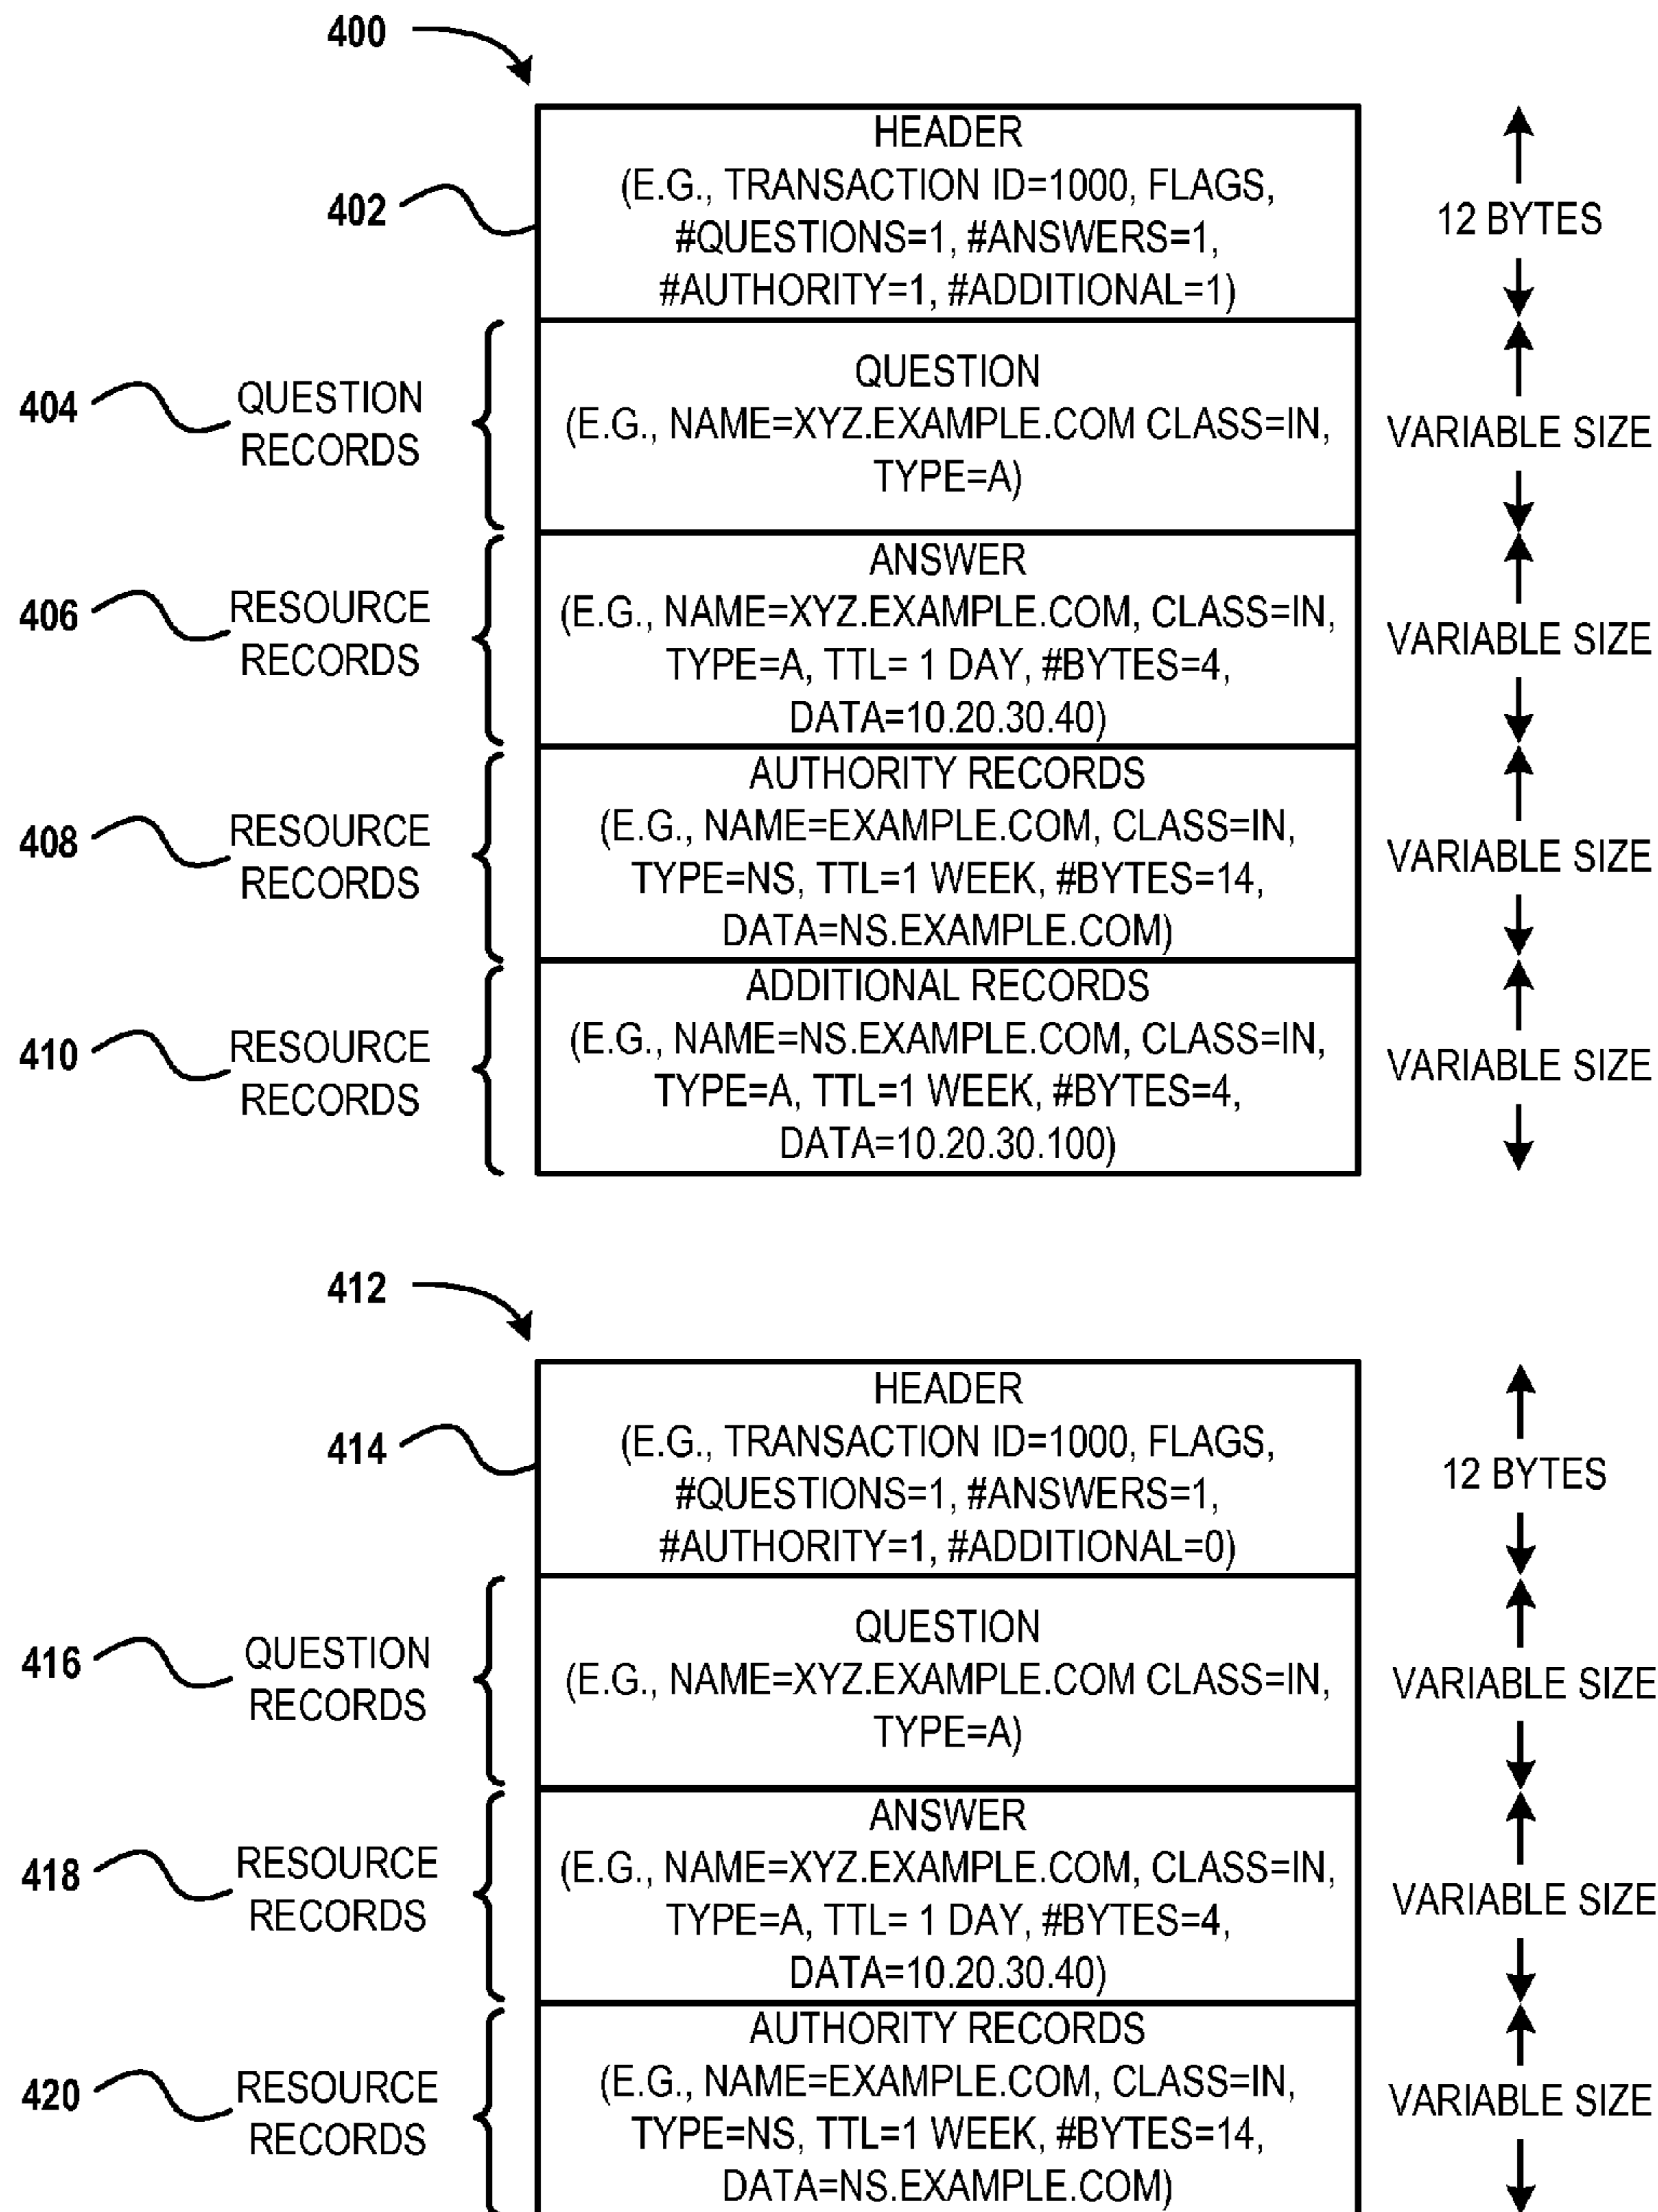 400
HEADER
402
(E.G., TRANSACTION ID=1000, FLAGS,
#QUESTIONS=1, #ANSWERS=1,
#AUTHORITY=1, #ADDITIONAL=1)
12 BYTES
404
QUESTION
RECORDS
QUESTION
(E.G., NAME=XYZ.EXAMPLE.COM CLASS=IN,
TYPE=A)
VARIABLE SIZE
406
RESOURCE
RECORDS
ANSWER
(E.G., NAME=XYZ.EXAMPLE.COM, CLASS=IN,
TYPE=A, TTL= 1 DAY, #BYTES=4,
DATA=10.20.30.40)
VARIABLE SIZE
408
RESOURCE
RECORDS
AUTHORITY RECORDS
(E.G., NAME=EXAMPLE.COM, CLASS=IN,
TYPE=NS, TTL=1 WEEK, #BYTES=14,
DATA=NS.EXAMPLE.COM)
VARIABLE SIZE
410
RESOURCE
RECORDS
ADDITIONAL RECORDS
(E.G., NAME=NS.EXAMPLE.COM, CLASS=IN,
TYPE=A, TTL=1 WEEK, #BYTES=4,
DATA=10.20.30.100)
VARIABLE SIZE
412
HEADER
414
(E.G., TRANSACTION ID=1000, FLAGS,
#QUESTIONS=1, #ANSWERS=1,
#AUTHORITY=1, #ADDITIONAL=0)
12 BYTES
416
QUESTION
RECORDS
QUESTION
(E.G., NAME=XYZ.EXAMPLE.COM CLASS=IN,
TYPE=A)
VARIABLE SIZE
418
RESOURCE
RECORDS
ANSWER
(E.G., NAME=XYZ.EXAMPLE.COM, CLASS=IN,
TYPE=A, TTL= 1 DAY, #BYTES=4,
DATA=10.20.30.40)
VARIABLE SIZE
420
RESOURCE
RECORDS
AUTHORITY RECORDS
(E.G., NAME=EXAMPLE.COM, CLASS=IN,
TYPE=NS, TTL=1 WEEK, #BYTES=14,
DATA=NS.EXAMPLE.COM)
VARIABLE SIZE